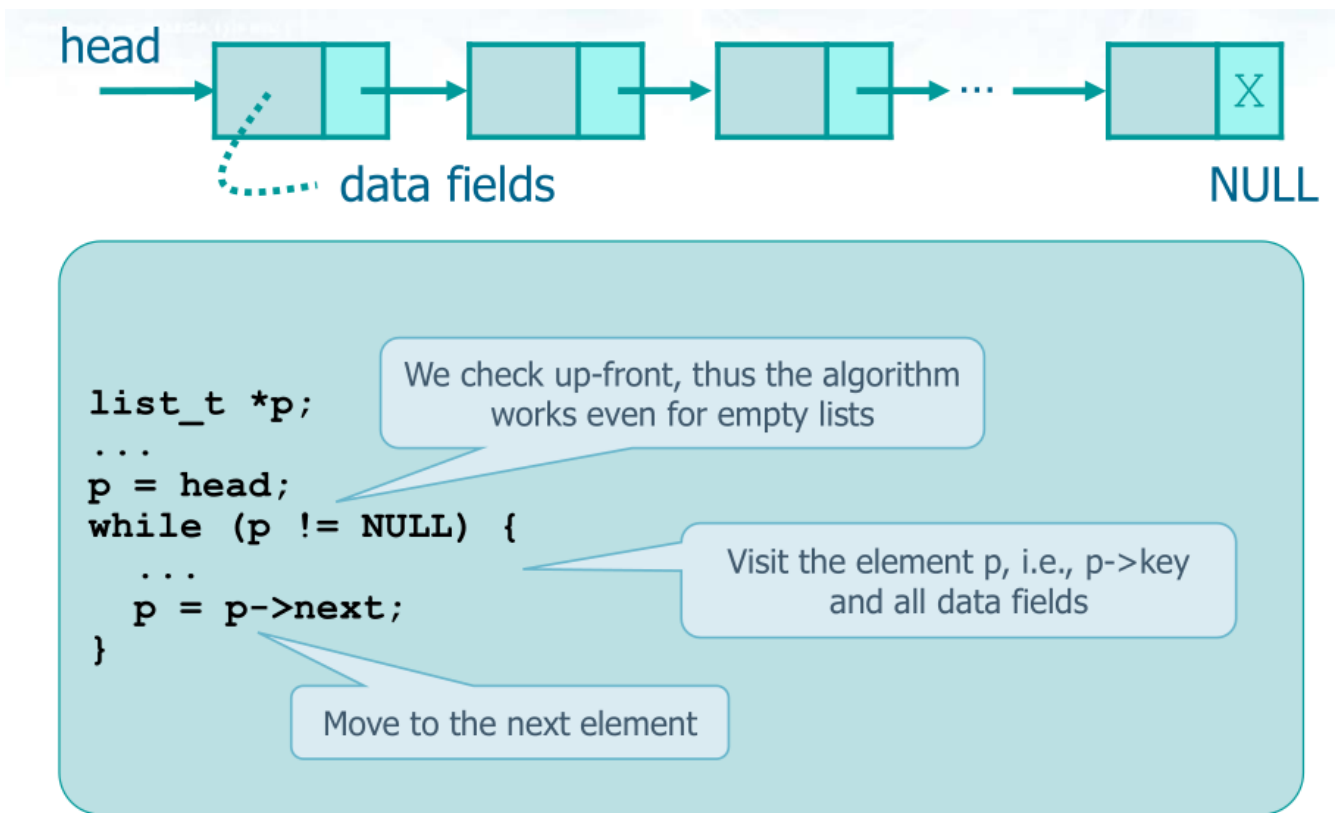 head
...
X
data fields
NULL
We check up-front, thus the algorithm
works even for empty lists
list_t *p;
...
p = head;
while (p != NULL) {
...
Visit the element p, i.e., p->key
and all data fields
p = p->next;
}
Move to the next element